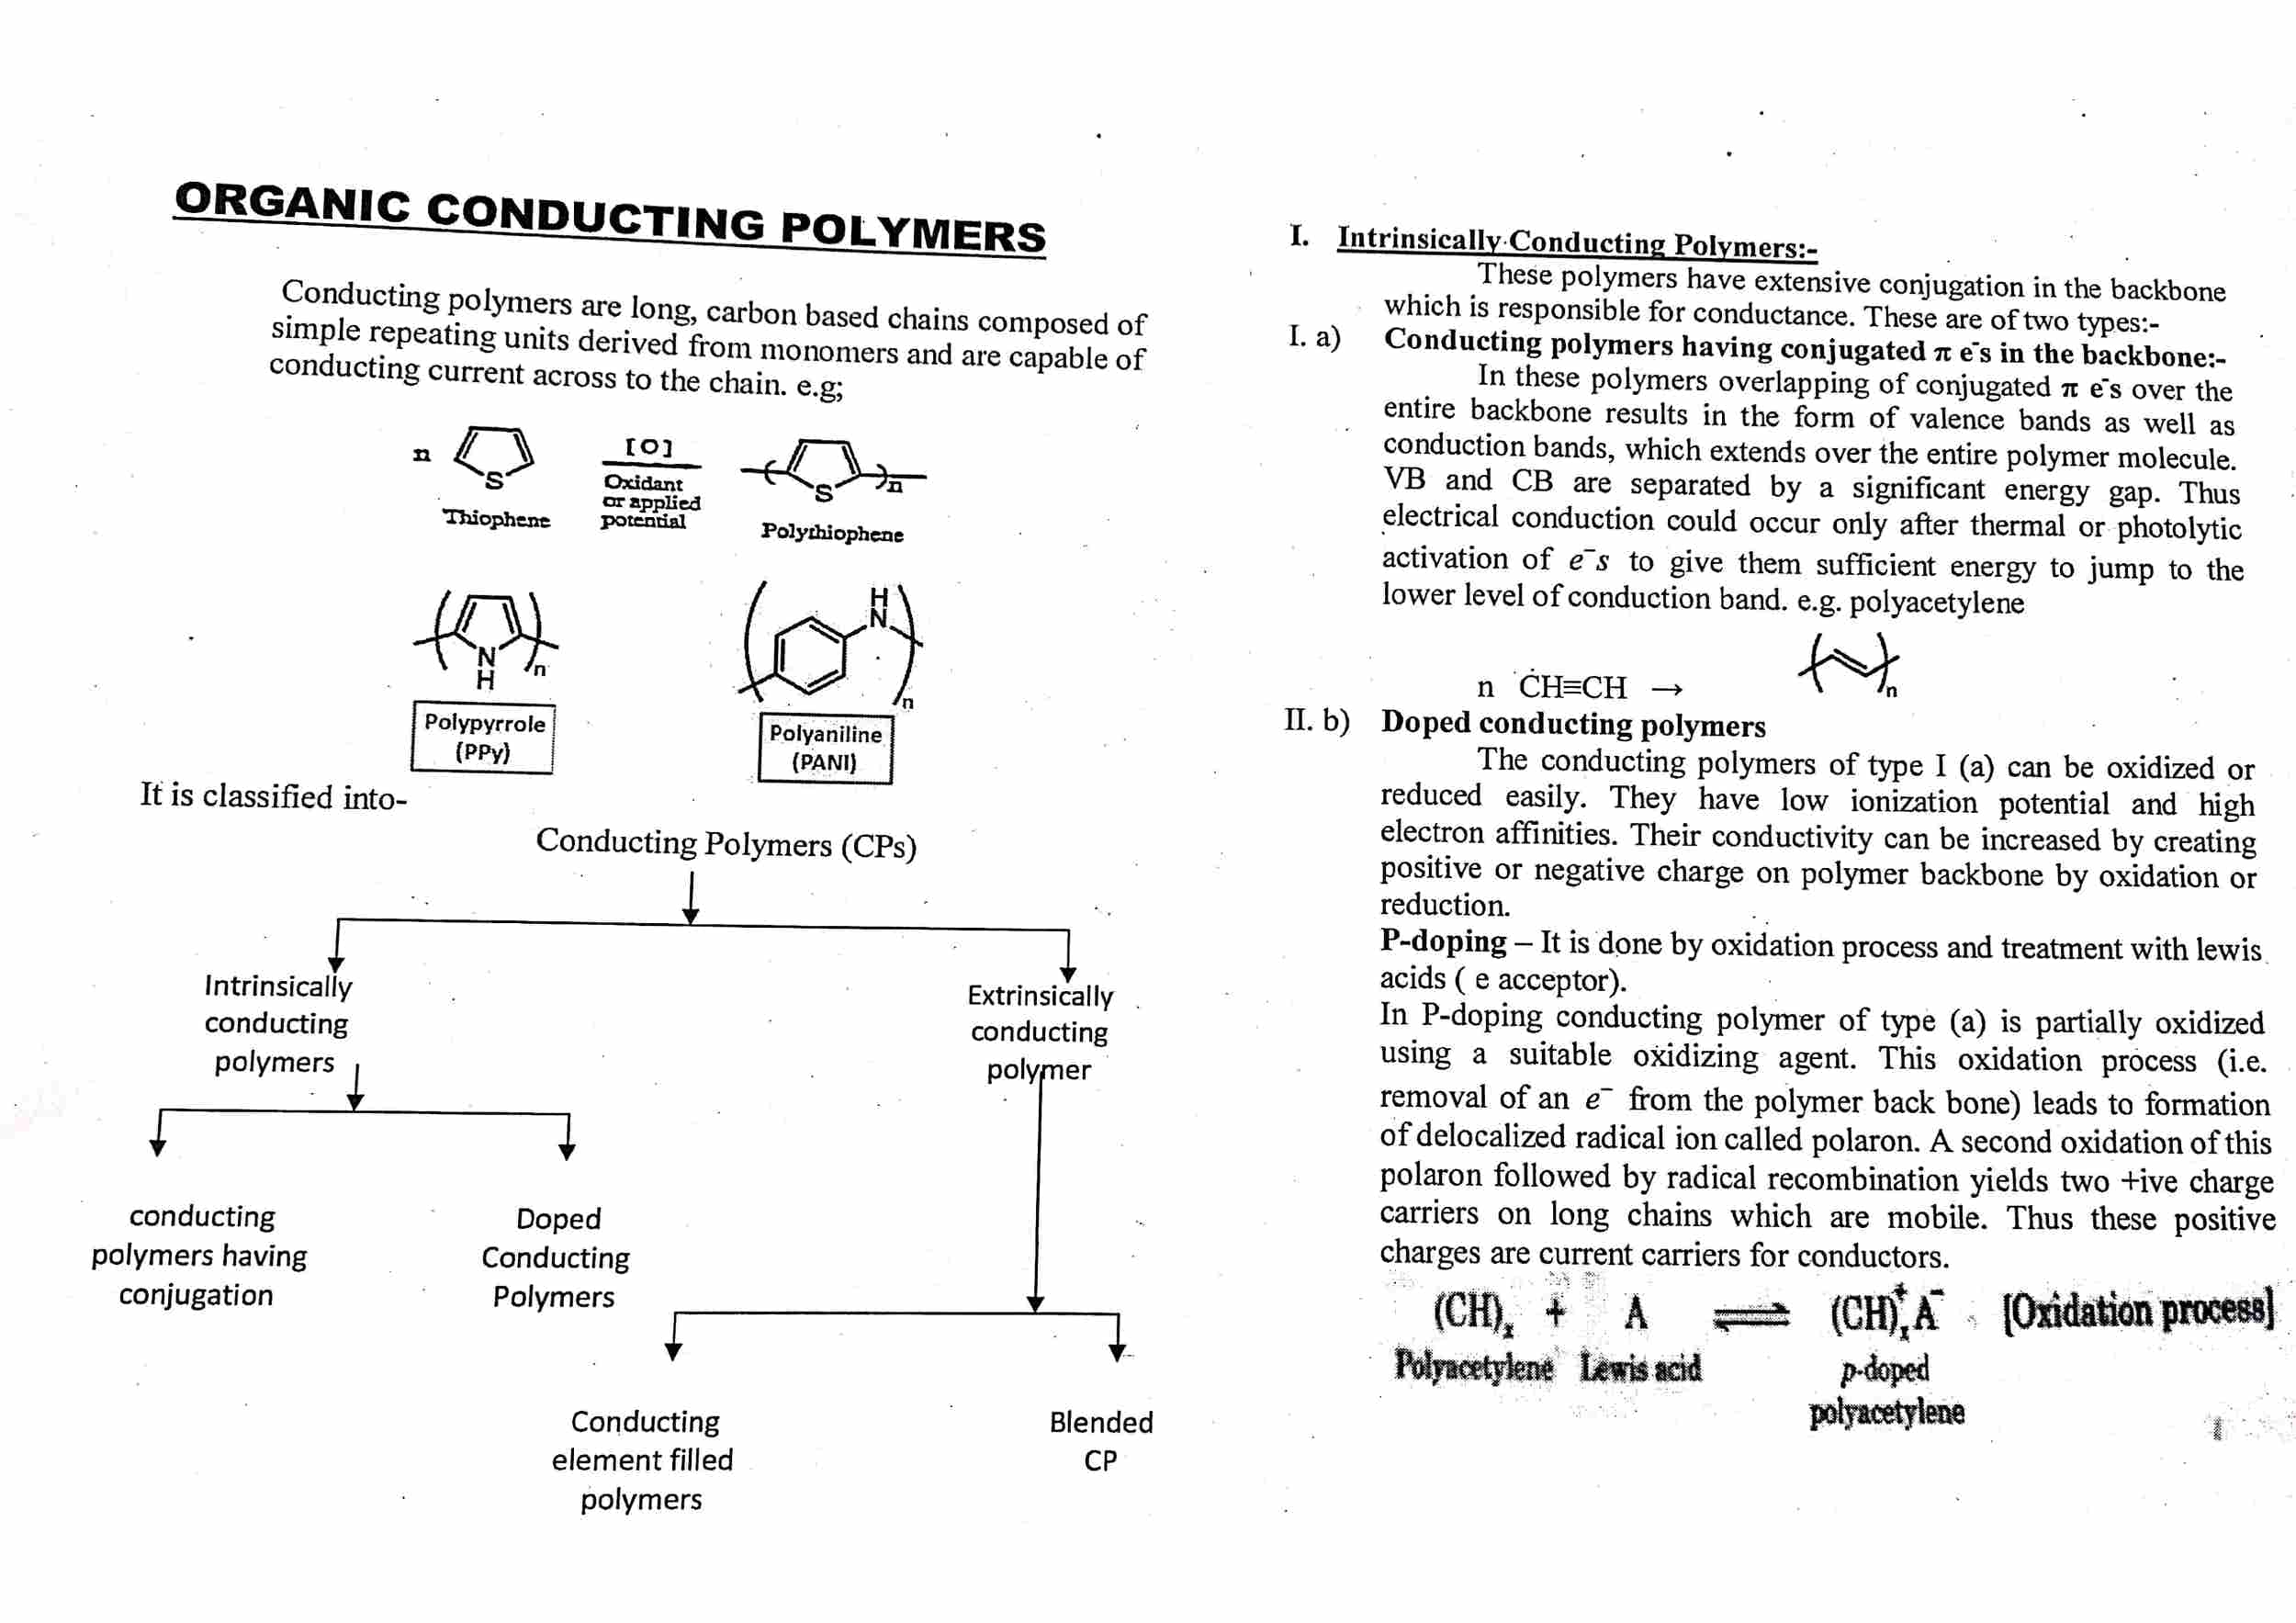 ORGANIC CONDUCTING POLYMERS
Conducting polymers are long, carbon based chains composed of
simple repeating units derived from monomers and are capable of
conducting current across to the chain. e.g;
n
S
Thiophene
[O]
Oxidant
or applied
potential
S
n
Polythiophene
N
H
n
Polypyrrole
(PPy)
H
N
n
Polyaniline
(PANI)
It is classified into-
Conducting Polymers (CPs)
Intrinsically
conducting
polymers
Extrinsically
conducting
polymer
conducting
polymers having
conjugation
Doped
Conducting
Polymers
Conducting
element filled
polymers
Blended
CP
I. Intrinsically Conducting Polymers:-
These polymers have extensive conjugation in the backbone
which is responsible for conductance. These are of two types:-
I. a) Conducting polymers having conjugated π e⁻s in the backbone:-
In these polymers overlapping of conjugated π e⁻s over the
entire backbone results in the form of valence bands as well as
conduction bands, which extends over the entire polymer molecule.
VB and CB are separated by a significant energy gap. Thus
electrical conduction could occur only after thermal or photolytic
activation of e⁻s to give them sufficient energy to jump to the
lower level of conduction band. e.g. polyacetylene
n CH≡CH →
n
II. b) Doped conducting polymers
The conducting polymers of type I (a) can be oxidized or
reduced easily. They have low ionization potential and high
electron affinities. Their conductivity can be increased by creating
positive or negative charge on polymer backbone by oxidation or
reduction.
P-doping – It is done by oxidation process and treatment with lewis
acids ( e acceptor).
In P-doping conducting polymer of type (a) is partially oxidized
using a suitable oxidizing agent. This oxidation process (i.e.
removal of an e⁻ from the polymer back bone) leads to formation
of delocalized radical ion called polaron. A second oxidation of this
polaron followed by radical recombination yields two +ive charge
carriers on long chains which are mobile. Thus these positive
charges are current carriers for conductors.
(CH)ₓ + A ⇌ (CH)ₓ⁺A⁻ [Oxidation process]
Polyacetylene Lewis acid p-doped
polyacetylene